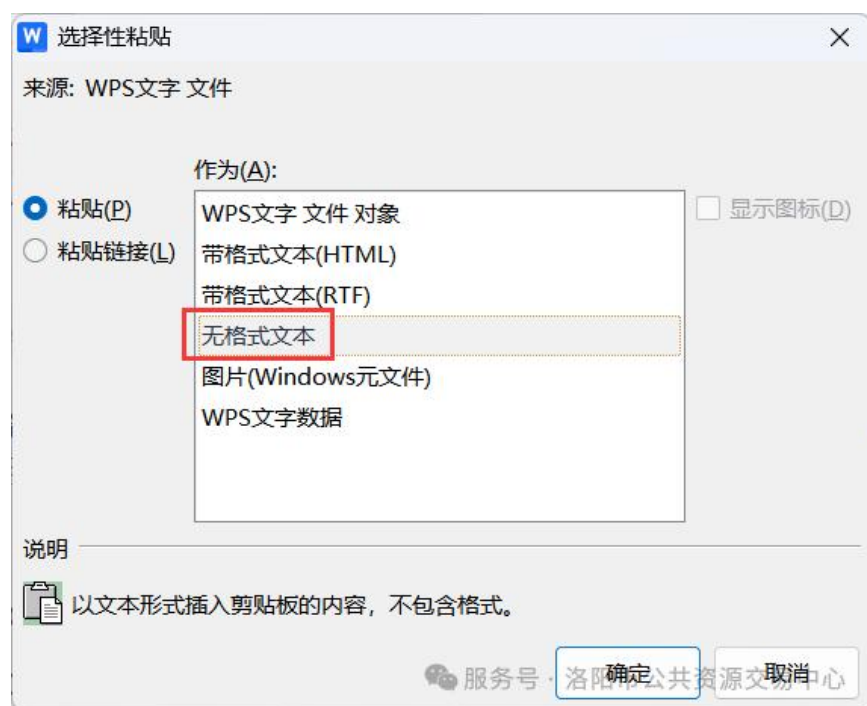 W 选择性粘贴
来源: WPS文字 文件
作为(A):
粘贴(P)
粘贴链接(L)
WPS文字 文件 对象
带格式文本(HTML)
带格式文本(RTF)
无格式文本
图片(Windows元文件)
WPS文字数据
显示图标(D)
说明
以文本形式插入剪贴板的内容，不包含格式。
确定
取消
服务号 · 洛阳市公共资源交易中心